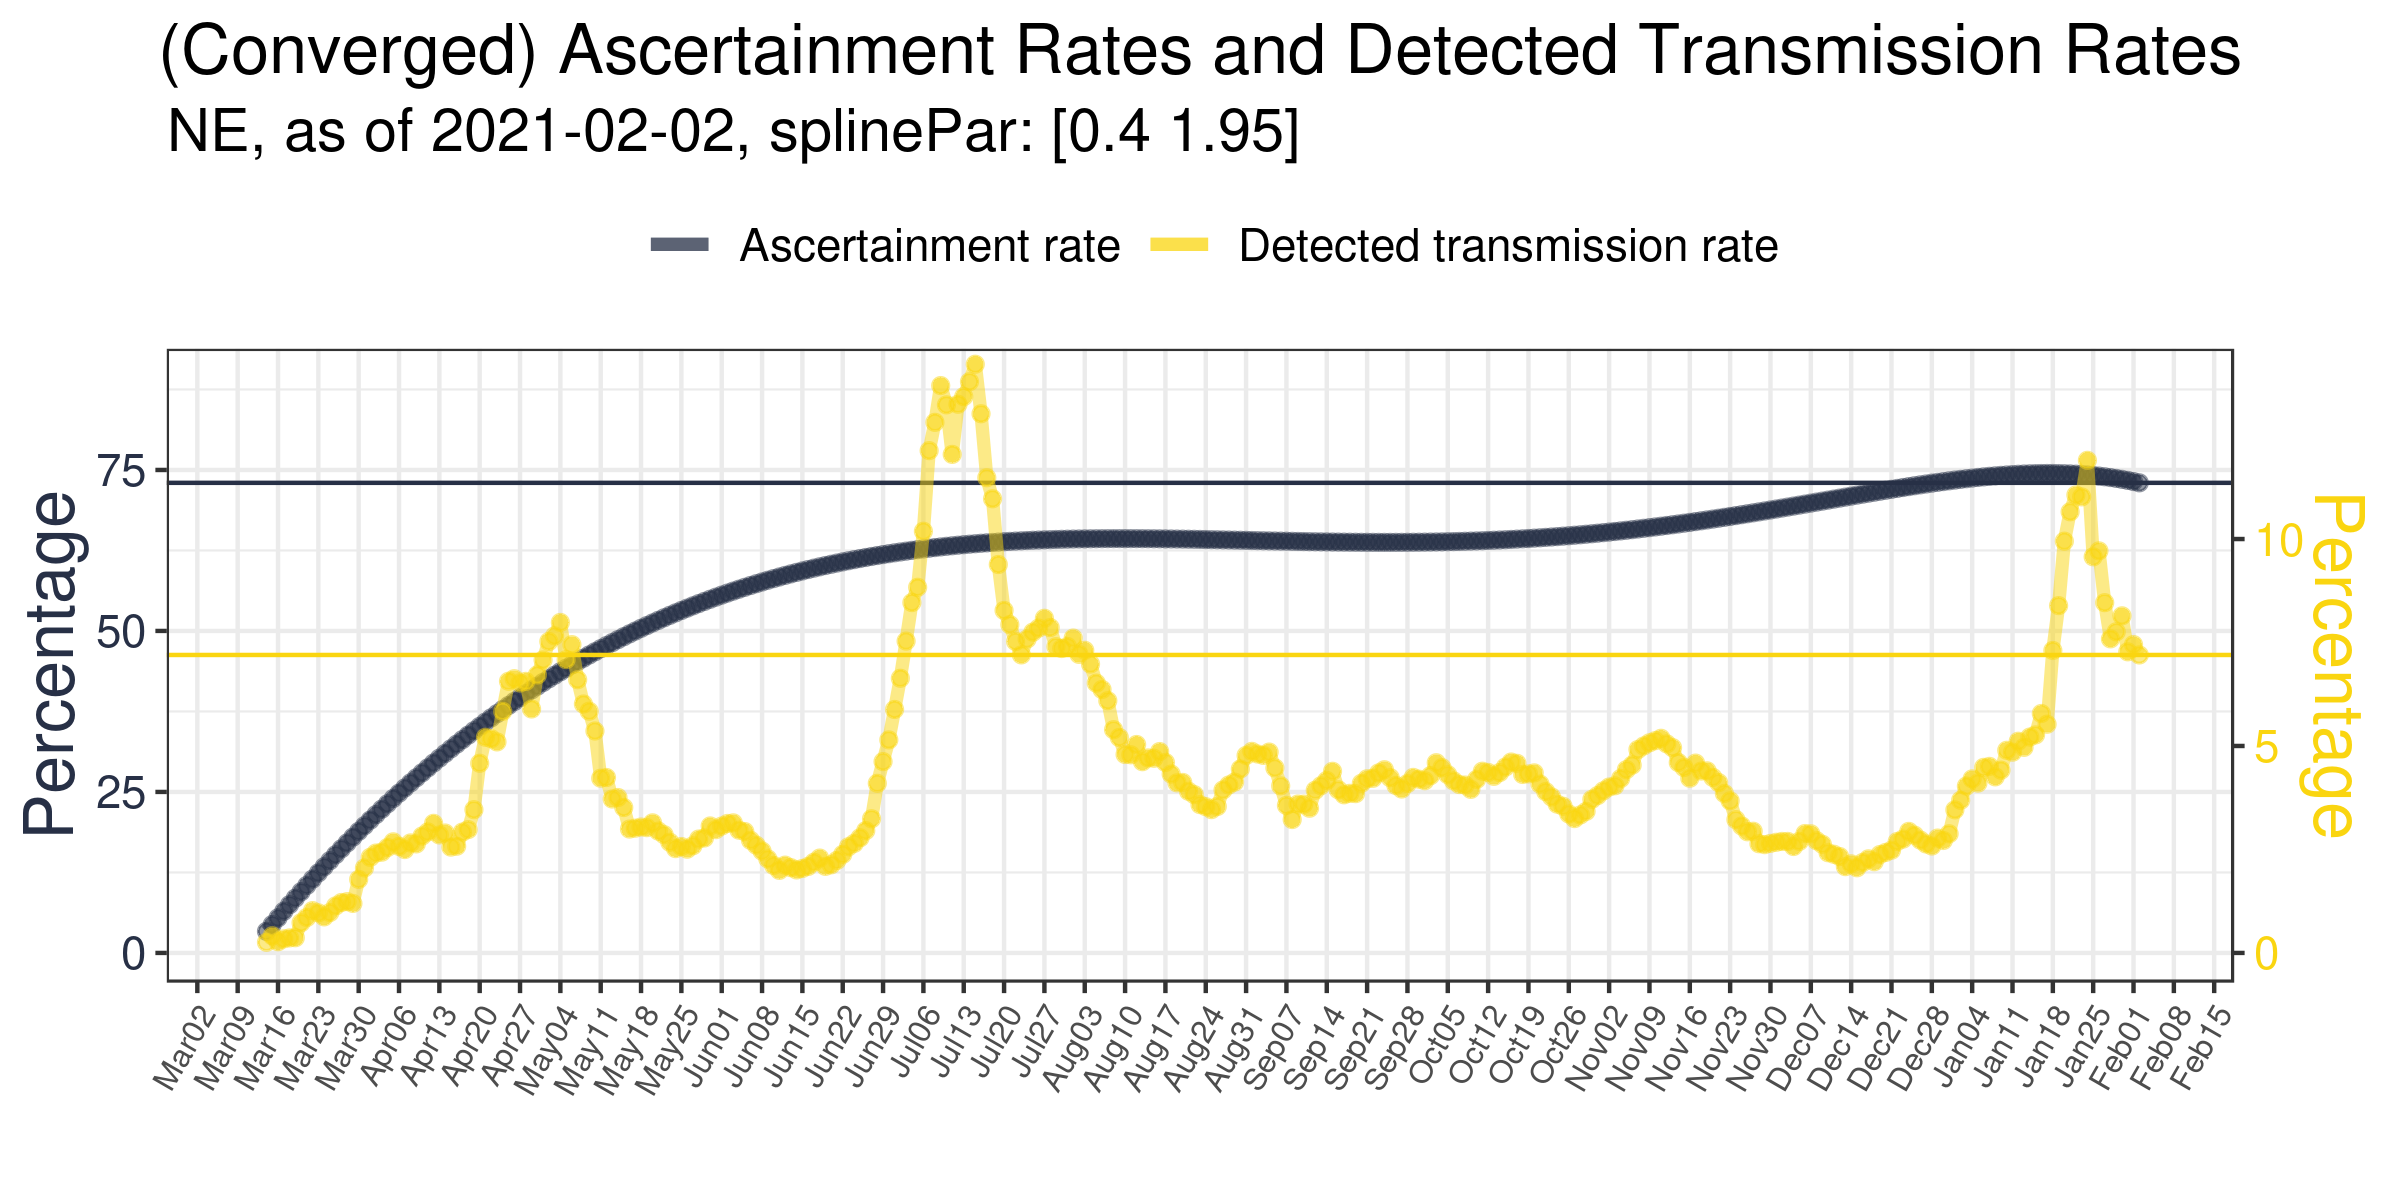 (Converged) Ascertainment Rates and Detected Transmission Rates
NE, as of 2021-02-02, splinePar: [0.4 1.95]
Ascertainment rate
Detected transmission rate
Percentage
75
50
25
0
10
5
0
Percentage
Mar02
Mar09
Mar16
Mar23
Mar30
Apr06
Apr13
Apr20
Apr27
May04
May11
May18
May25
Jun01
Jun08
Jun15
Jun22
Jun29
Jul06
Jul13
Jul20
Jul27
Aug03
Aug10
Aug17
Aug24
Aug31
Sep07
Sep14
Sep21
Sep28
Oct05
Oct12
Oct19
Oct26
Nov02
Nov09
Nov16
Nov23
Nov30
Dec07
Dec14
Dec21
Dec28
Jan04
Jan11
Jan18
Jan25
Feb01
Feb08
Feb15